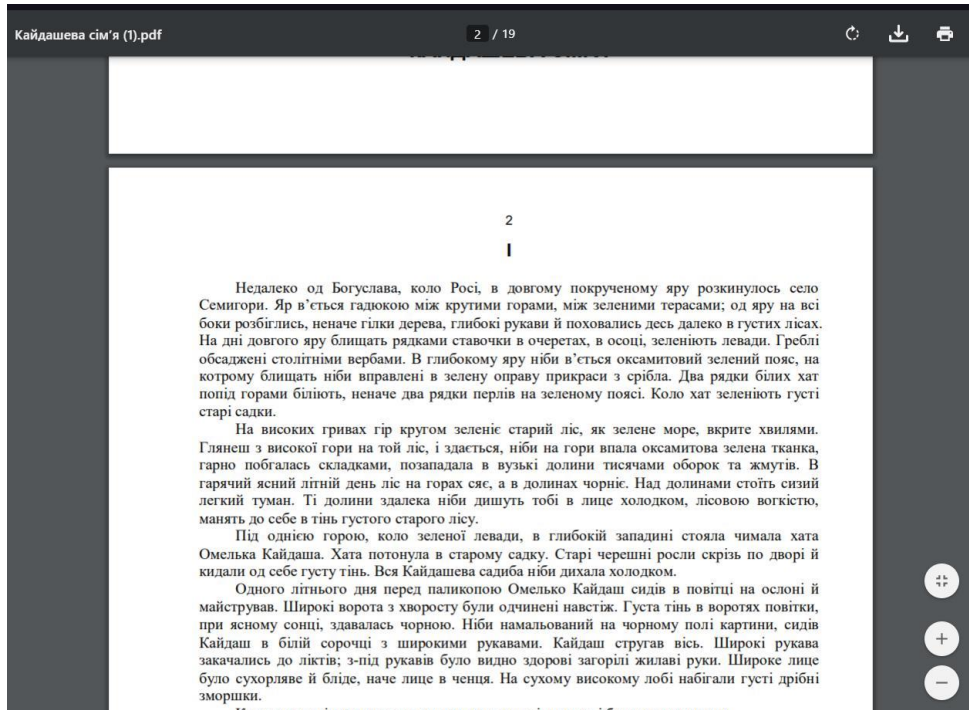 Кайдашева сім’я (1).pdf
2 / 19
2
I
Недалеко од Богуслава, коло Росі, в довгому покрученому яру розкинулось село
Семигори. Яр в’ється гадюкою між крутими горами, між зеленими терасами; од яру на всі
боки розбіглись, неначе гілки дерева, глибокі рукави й поховались десь далеко в густих лісах.
На дні довгого яру блищать рядками ставочки в очеретах, в осоці, зеленіють левади. Греблі
обсаджені столітніми вербами. В глибокому яру ніби в’ється оксамитовий зелений пояс, на
котрому блищать ніби вправлені в зелену оправу прикраси з срібла. Два рядки білих хат
попід горами біліють, неначе два рядки перлів на зеленому поясі. Коло хат зеленіють густі
старі садки.
На високих гривах гір кругом зеленіє старий ліс, як зелене море, вкрите хвилями.
Глянеш з високої гори на той ліс, і здається, ніби на гори впала оксамитова зелена тканка,
гарно побгалась складками, позападала в вузькі долини тисячами оборок та жмутів. В
гарячий ясний літній день ліс на горах сяє, а в долинах чорніє. Над долинами стоїть сизий
легкий туман. Ті долини здалека ніби дишуть тобі в лице холодком, лісовою вогкістю,
манять до себе в тінь густого старого лісу.
Під однією горою, коло зеленої левади, в глибокій западині стояла чимала хата
Омелька Кайдаша. Хата потонула в старому садку. Старі черешні росли скрізь по дворі й
кидали од себе густу тінь. Вся Кайдашева садиба ніби дихала холодком.
Одного літнього дня перед паликопою Омелько Кайдаш сидів в повітці на ослоні й
майстрував. Широкі ворота з хворосту були одчинені навстіж. Густа тінь в воротях повітки,
при ясному сонці, здавалась чорною. Ніби намальований на чорному полі картини, сидів
Кайдаш в білій сорочці з широкими рукавами. Кайдаш стругав вісь. Широкі рукава
закачались до ліктів; з-під рукавів було видно здорові загорілі жилаві руки. Широке лице
було сухорляве й бліде, наче лице в ченця. На сухому високому лобі набігали густі дрібні
зморшки.